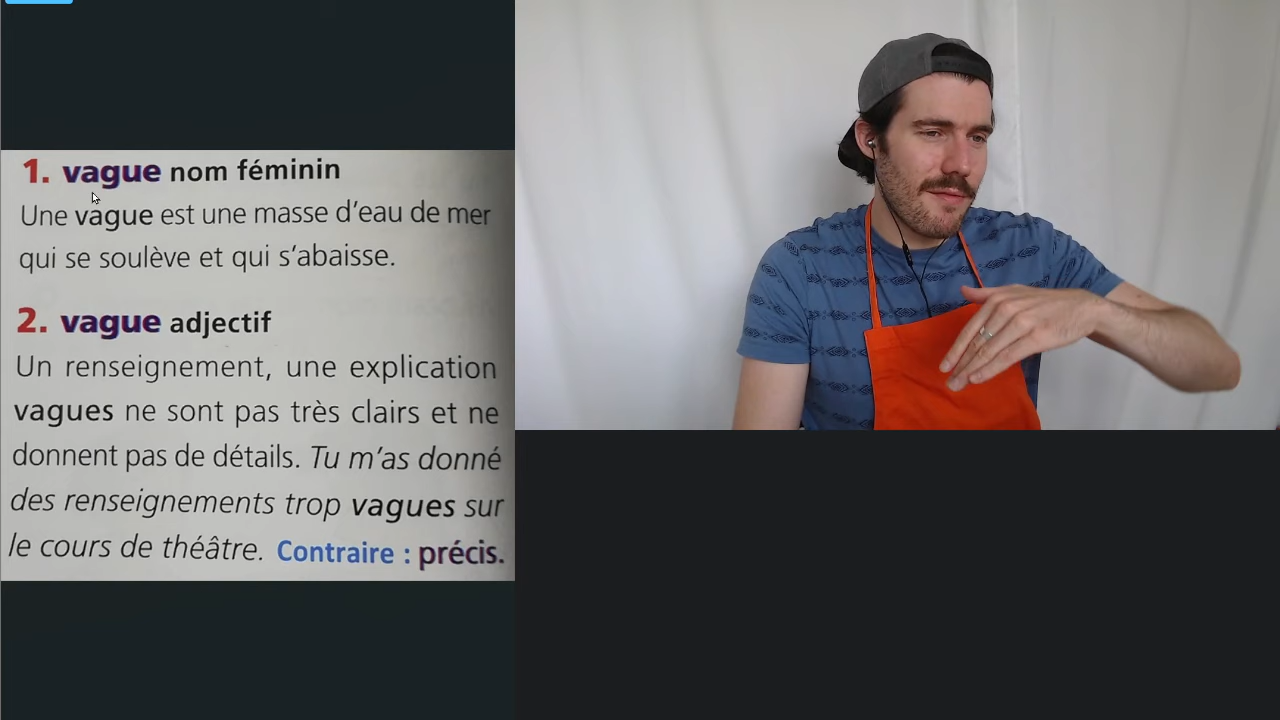 1. vague nom féminin
Une vague est une masse d'eau de mer
qui se soulève et qui s'abaisse.
2. vague adjectif
Un renseignement, une explication
vagues ne sont pas très clairs et ne
donnent pas de détails. Tu m'as donné
des renseignements trop vagues sur
le cours de théâtre. Contraire : précis.